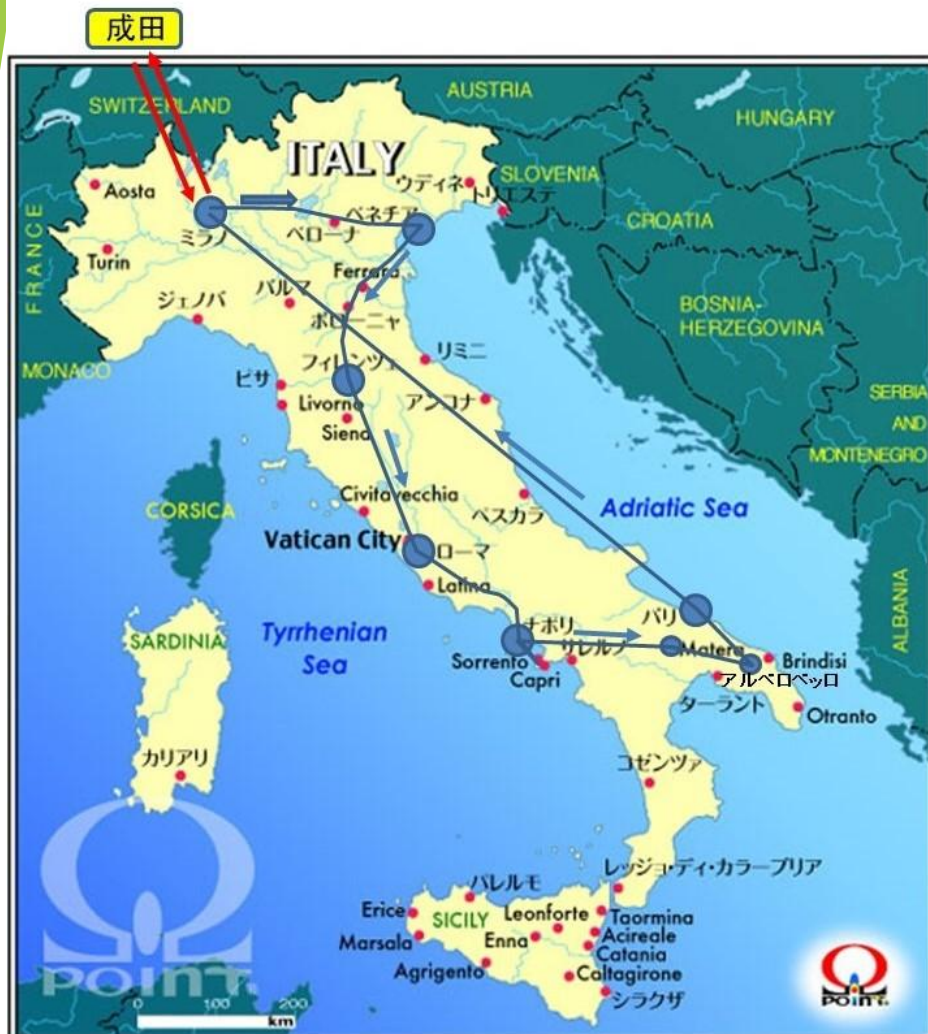 成田
SWITZERLAND
AUSTRIA
HUNGARY
ITALY
SLOVENIA
CROATIA
FRANCE
Aosta
ウディネ
トリエステ
ベネチア
ベローナ
ミラノ
Turin
Ferrara
パルマ
ジェノバ
ボローニャ
BOSNIA-
HERZEGOVINA
MONACO
フィレンツェ
リミニ
ピサ
Livorno
アンコナ
Siena
SERBIA
AND
MONTENEGRO
Civitavecchia
CORSICA
ペスカラ
Adriatic Sea
Vatican City
ローマ
Latina
ALBANIA
バリ
SARDINIA
Tyrrhenian
Sea
ナポリ
Matera
Sorrento
サレルノ
Brindisi
Capri
アルベロベッロ
ターラント
Otranto
カリアリ
コゼンツァ
レッジョ・ディ・カラーブリア
パレルモ
Erice
SICILY
Leonforte
Taormina
Marsala
Enna
Acireale
Catania
Agrigento
Caltagirone
シラクザ
POINT.
0 100 200
km
POINT.